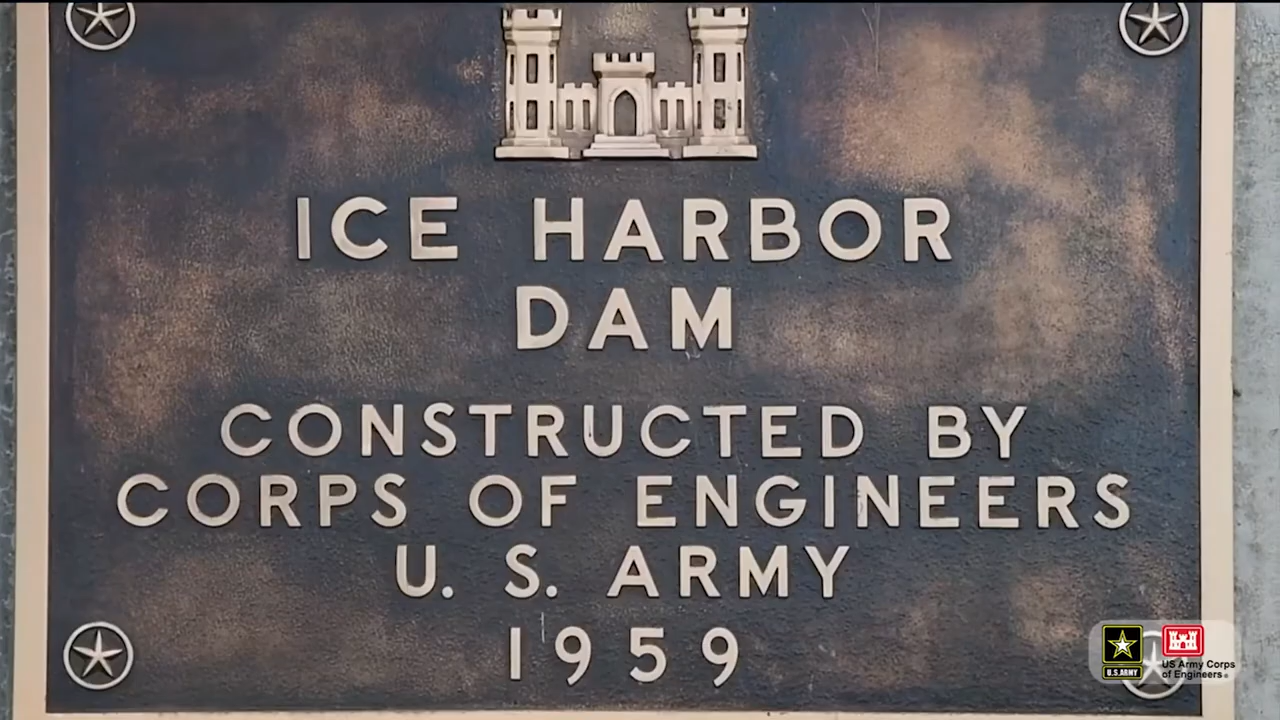 ICE HARBOR
DAM
CONSTRUCTED BY
CORPS OF ENGINEERS
U. S. ARMY
1959
U.S.ARMY
US Army Corps
of Engineers®